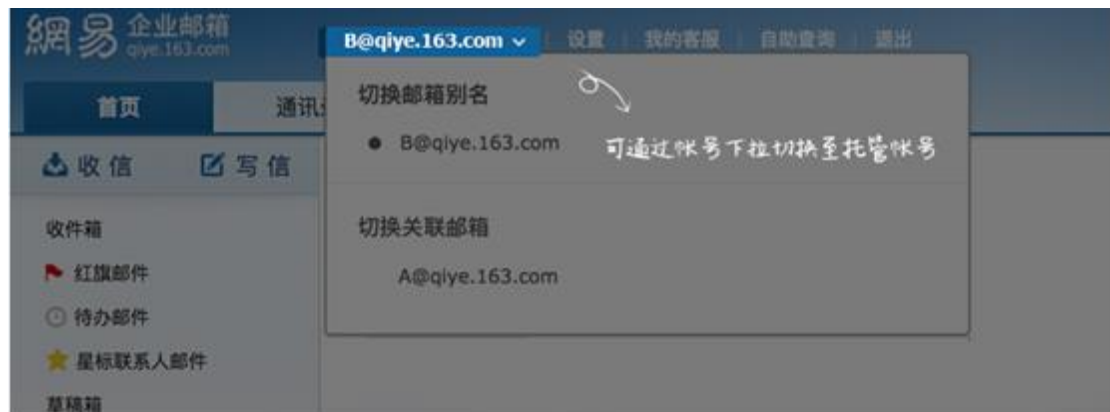 網易 企业邮箱
qiye.163.com
B@qiye.163.com
设置 | 我的客服 | 自助查询 | 退出
首页
通讯
切换邮箱别名
● B@qiye.163.com
可通过帐号下拉切换至托管帐号
收信
写信
切换关联邮箱
A@qiye.163.com
收件箱
红旗邮件
待办邮件
星标联系人邮件
草稿箱